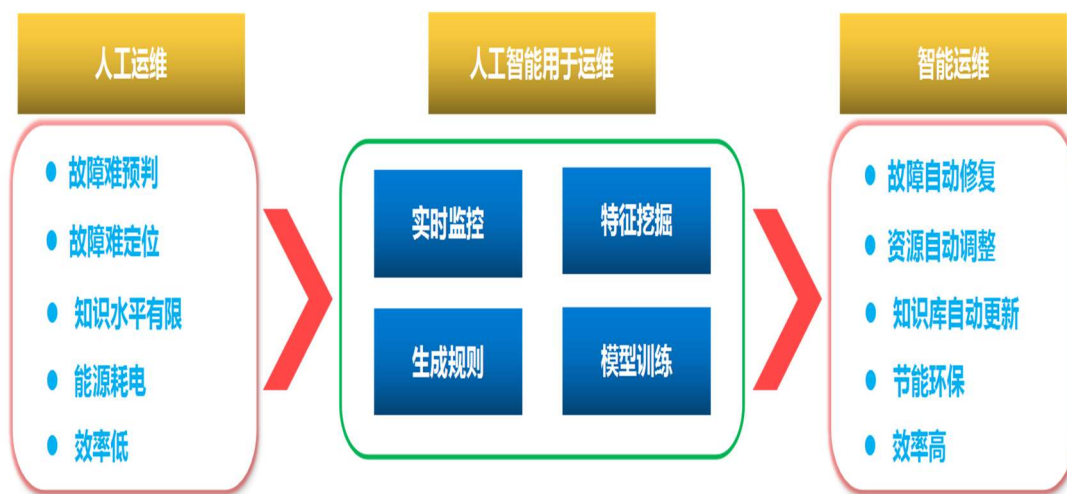 人工运维
故障难预判
故障难定位
知识水平有限
能源耗电
效率低
人工智能用于运维
实时监控
特征挖掘
生成规则
模型训练
智能运维
故障自动修复
资源自动调整
知识库自动更新
节能环保
效率高